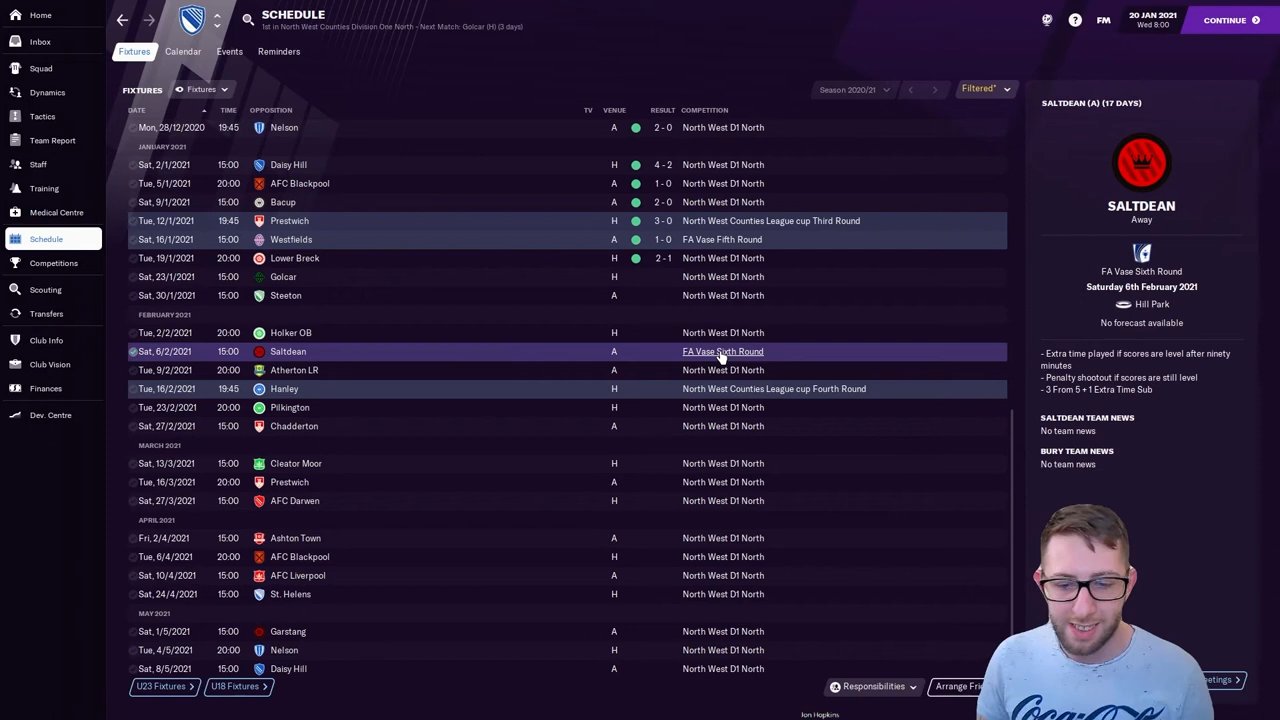 Home
Inbox
Squad
Dynamics
Tactics
Team Report
Staff
Training
Medical Centre
Schedule
Competitions
Scouting
Transfers
Club Info
Club Vision
Finances
Dev. Centre
SCHEDULE
1st in North West Counties Division One North - Next Match: Golcar (H) (3 days)
? FM 20 JAN 2021 Wed 8:00 CONTINUE
Fixtures Calendar Events Reminders
FIXTURES Fixtures Season 2020/21 Filtered*
DATE TIME OPPOSITION TV VENUE RESULT COMPETITION
Mon, 28/12/2020 19:45 Nelson A 2 - 0 North West D1 North
JANUARY 2021
Sat, 2/1/2021 15:00 Daisy Hill H 4 - 2 North West D1 North
Tue, 5/1/2021 20:00 AFC Blackpool A 1 - 0 North West D1 North
Sat, 9/1/2021 15:00 Bacup A 2 - 0 North West D1 North
Tue, 12/1/2021 19:45 Prestwich H 3 - 0 North West Counties League cup Third Round
Sat, 16/1/2021 15:00 Westfields A 1 - 0 FA Vase Fifth Round
Tue, 19/1/2021 20:00 Lower Breck H 2 - 1 North West D1 North
Sat, 23/1/2021 15:00 Golcar H North West D1 North
Sat, 30/1/2021 15:00 Steeton A North West D1 North
FEBRUARY 2021
Tue, 2/2/2021 20:00 Holker OB H North West D1 North
Sat, 6/2/2021 15:00 Saltdean A FA Vase Sixth Round
Tue, 9/2/2021 20:00 Atherton LR A North West D1 North
Tue, 16/2/2021 19:45 Hanley H North West Counties League cup Fourth Round
Tue, 23/2/2021 20:00 Pilkington H North West D1 North
Sat, 27/2/2021 15:00 Chadderton A North West D1 North
MARCH 2021
Sat, 13/3/2021 15:00 Cleator Moor H North West D1 North
Tue, 16/3/2021 20:00 Prestwich A North West D1 North
Sat, 27/3/2021 15:00 AFC Darwen H North West D1 North
APRIL 2021
Fri, 2/4/2021 15:00 Ashton Town A North West D1 North
Tue, 6/4/2021 20:00 AFC Blackpool H North West D1 North
Sat, 10/4/2021 15:00 AFC Liverpool A North West D1 North
Sat, 24/4/2021 15:00 St. Helens H North West D1 North
MAY 2021
Sat, 1/5/2021 15:00 Garstang A North West D1 North
Tue, 4/5/2021 20:00 Nelson H North West D1 North
Sat, 8/5/2021 15:00 Daisy Hill A North West D1 North
U23 Fixtures U18 Fixtures Responsibilities Arrange Fri
Jon Hopkins
SALTDEAN (A) (17 DAYS)
SALTDEAN
Away
FA Vase Sixth Round
Saturday 6th February 2021
Hill Park
No forecast available
- Extra time played if scores are level after ninety
minutes
- Penalty shootout if scores are still level
- 3 From 5 + 1 Extra Time Sub
SALTDEAN TEAM NEWS
No team news
BURY TEAM NEWS
No team news
eetings
Coca-Cola